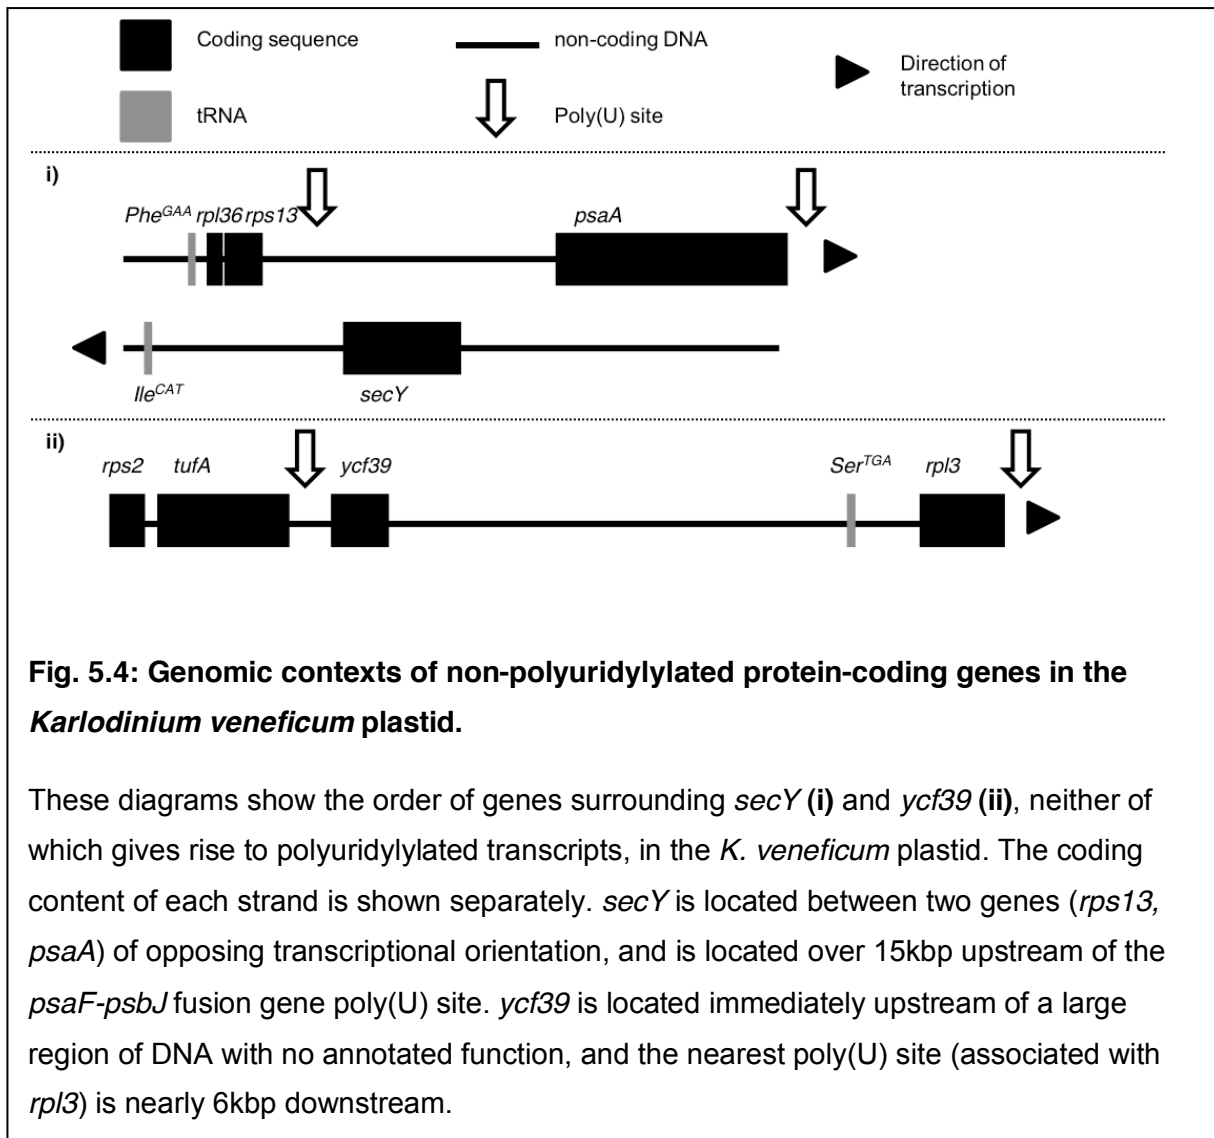 Coding sequence
non-coding DNA
Direction of
transcription
tRNA
Poly(U) site
i)
Phe^GAA rpl36 rps13
psaA
Ile^CAT
secY
ii)
rps2
tufA
ycf39
Ser^TGA
rpl3
Fig. 5.4: Genomic contexts of non-polyuridylylated protein-coding genes in the
Karlodinium veneficum plastid.
These diagrams show the order of genes surrounding secY (i) and ycf39 (ii), neither of
which gives rise to polyuridylylated transcripts, in the K. veneficum plastid. The coding
content of each strand is shown separately. secY is located between two genes (rps13,
psaA) of opposing transcriptional orientation, and is located over 15kbp upstream of the
psaF-psbJ fusion gene poly(U) site. ycf39 is located immediately upstream of a large
region of DNA with no annotated function, and the nearest poly(U) site (associated with
rpl3) is nearly 6kbp downstream.